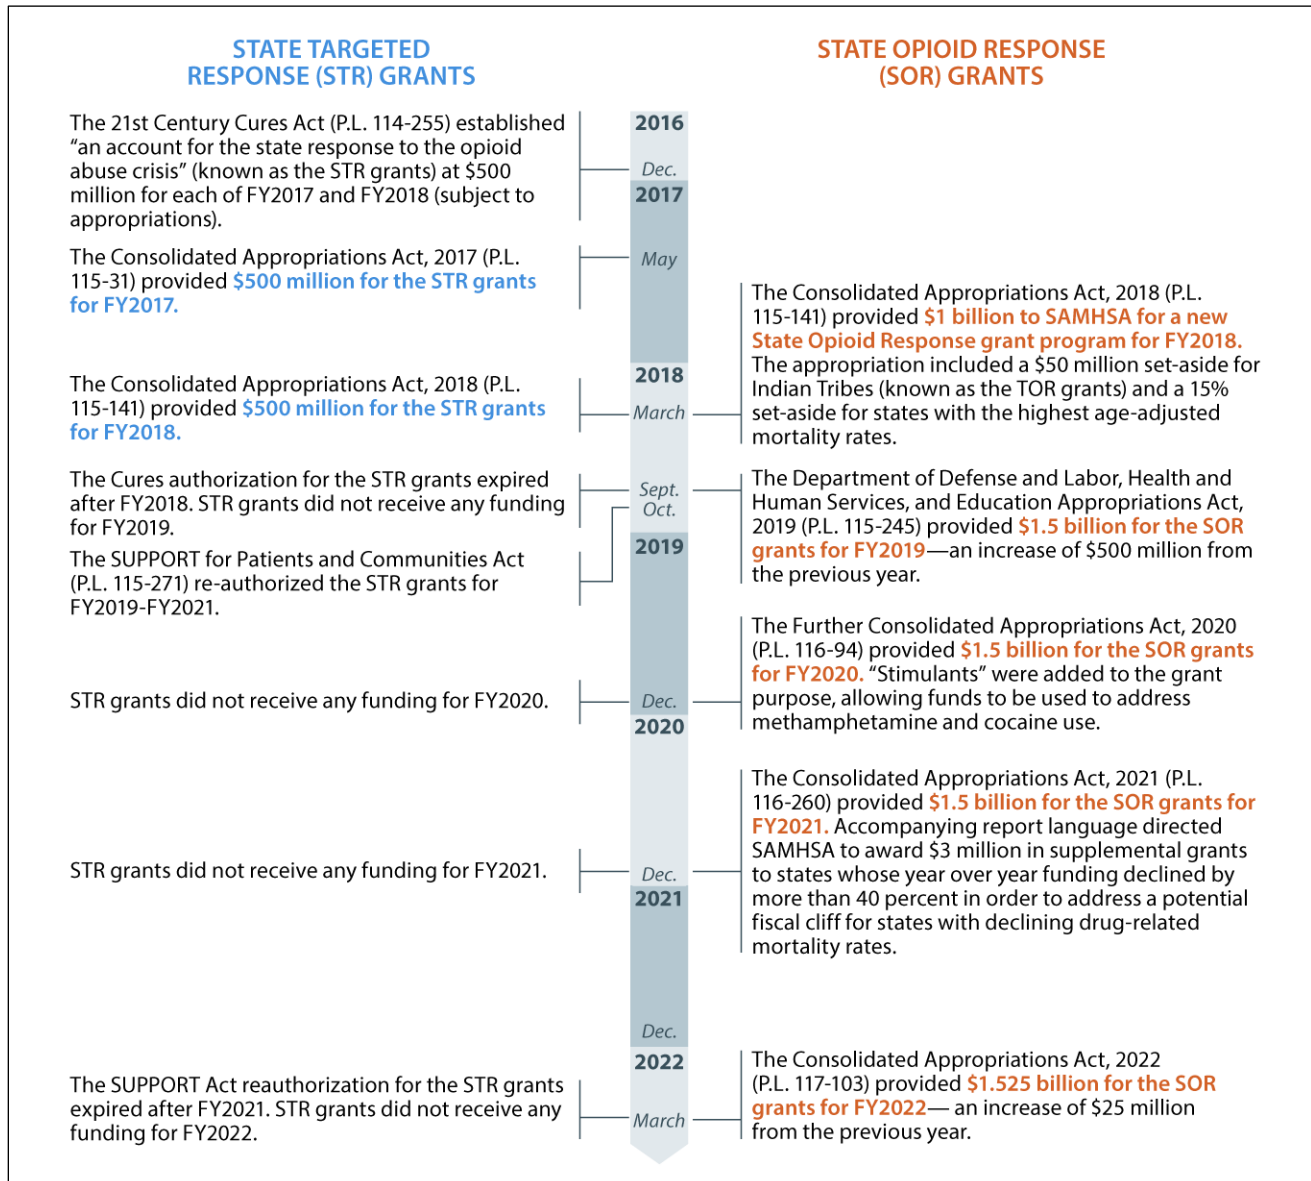 STATE TARGETED
RESPONSE (STR) GRANTS
STATE OPIOID RESPONSE
(SOR) GRANTS
The 21st Century Cures Act (P.L. 114-255) established
“an account for the state response to the opioid
abuse crisis” (known as the STR grants) at $500
million for each of FY2017 and FY2018 (subject to
appropriations).
2016
Dec.
2017
The Consolidated Appropriations Act, 2017 (P.L.
115-31) provided $500 million for the STR grants
for FY2017.
May
The Consolidated Appropriations Act, 2018 (P.L.
115-141) provided $1 billion to SAMHSA for a new
State Opioid Response grant program for FY2018.
The appropriation included a $50 million set-aside for
Indian Tribes (known as the TOR grants) and a 15%
set-aside for states with the highest age-adjusted
mortality rates.
2018
The Consolidated Appropriations Act, 2018 (P.L.
115-141) provided $500 million for the STR grants
for FY2018.
March
The Cures authorization for the STR grants expired
after FY2018. STR grants did not receive any funding
for FY2019.
Sept.
Oct.
The Department of Defense and Labor, Health and
Human Services, and Education Appropriations Act,
2019 (P.L. 115-245) provided $1.5 billion for the SOR
grants for FY2019—an increase of $500 million from
the previous year.
2019
The SUPPORT for Patients and Communities Act
(P.L. 115-271) re-authorized the STR grants for
FY2019-FY2021.
The Further Consolidated Appropriations Act, 2020
(P.L. 116-94) provided $1.5 billion for the SOR grants
for FY2020. “Stimulants” were added to the grant
purpose, allowing funds to be used to address
methamphetamine and cocaine use.
STR grants did not receive any funding for FY2020.
Dec.
2020
The Consolidated Appropriations Act, 2021 (P.L.
116-260) provided $1.5 billion for the SOR grants for
FY2021. Accompanying report language directed
SAMHSA to award $3 million in supplemental grants
to states whose year over year funding declined by
more than 40 percent in order to address a potential
fiscal cliff for states with declining drug-related
mortality rates.
STR grants did not receive any funding for FY2021.
Dec.
2021
Dec.
2022
The SUPPORT Act reauthorization for the STR grants
expired after FY2021. STR grants did not receive any
funding for FY2022.
March
The Consolidated Appropriations Act, 2022
(P.L. 117-103) provided $1.525 billion for the SOR
grants for FY2022— an increase of $25 million
from the previous year.